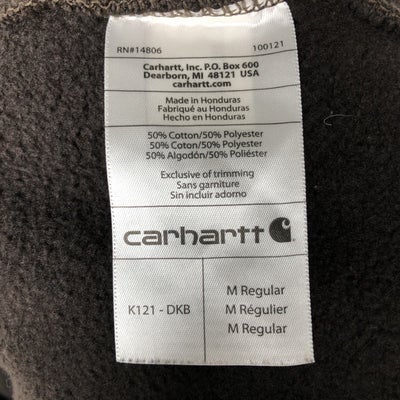 RN#14806 100121
Carhartt, Inc. P.O. Box 600
Dearborn, MI 48121 USA
carhartt.com
Made in Honduras
Fabriqué au Honduras
Hecho en Honduras
50% Cotton/50% Polyester
50% Coton/50% Polyester
50% Algodón/50% Poliéster
Exclusive of trimming
Sans garniture
Sin incluir adorno
carhartt
K121 - DKB
M Regular
M Régulier
M Regular